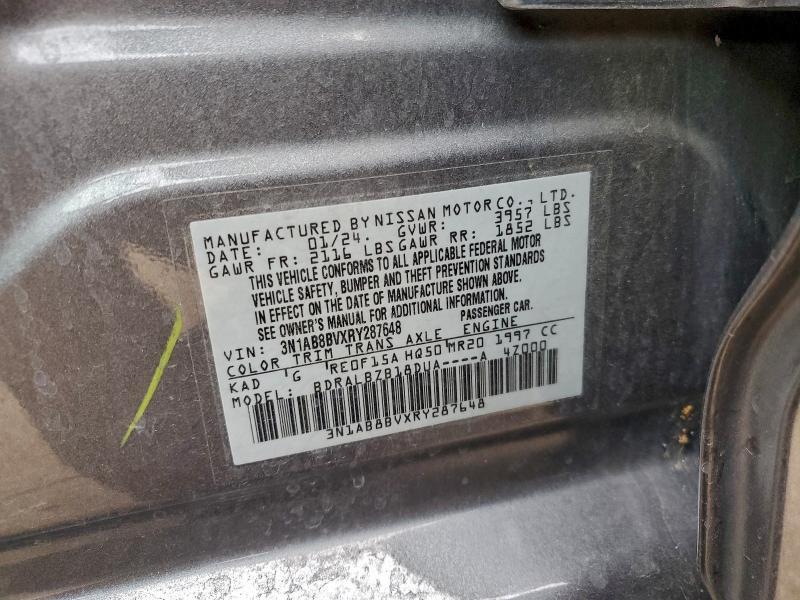 MANUFACTURED BY NISSAN MOTOR CO., LTD.
DATE: 01/24. GVWR: 3957 LBS
GAWR FR: 2116 LBS GAWR RR: 1852 LBS
THIS VEHICLE CONFORMS TO ALL APPLICABLE FEDERAL MOTOR
VEHICLE SAFETY, BUMPER AND THEFT PREVENTION STANDARDS
IN EFFECT ON THE DATE OF MANUFACTURE SHOWN ABOVE.
SEE OWNER'S MANUAL FOR ADDITIONAL INFORMATION.
VIN: 3N1AB8BVXRY287648 PASSENGER CAR.
COLOR TRIM TRANS AXLE ENGINE
KAD G RE0F15A HQ50 MR20 1997 CC
MODEL: BDRALBZB18DUA----A 4Z000
3N1AB8BVXRY287648